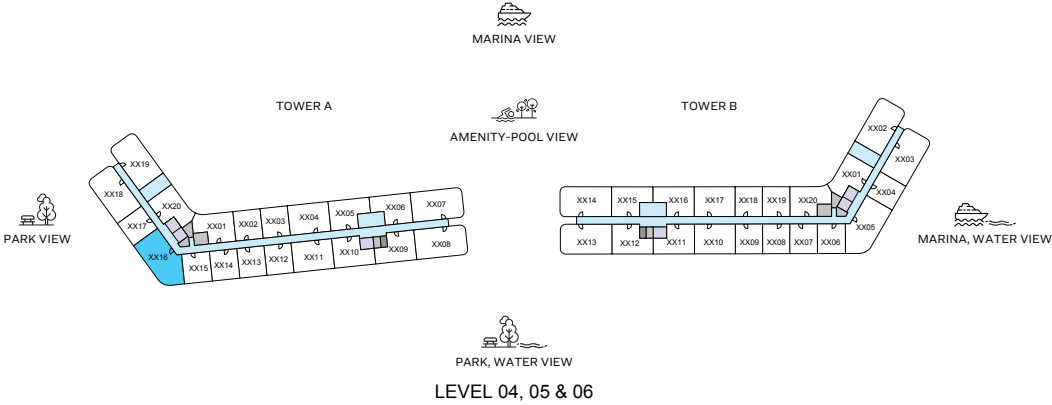 MARINA VIEW
TOWER A
TOWER B
AMENITY-POOL VIEW
XX19
XX18
XX20
XX17
XX16
XX01
XX02
XX03
XX04
XX05
XX06
XX07
XX15
XX14
XX13
XX12
XX11
XX10
XX09
XX08
XX02
XX03
XX01
XX04
XX14
XX15
XX16
XX17
XX18
XX19
XX20
XX05
XX13
XX12
XX11
XX10
XX09
XX08
XX07
XX06
PARK VIEW
MARINA, WATER VIEW
PARK, WATER VIEW
LEVEL 04, 05 & 06